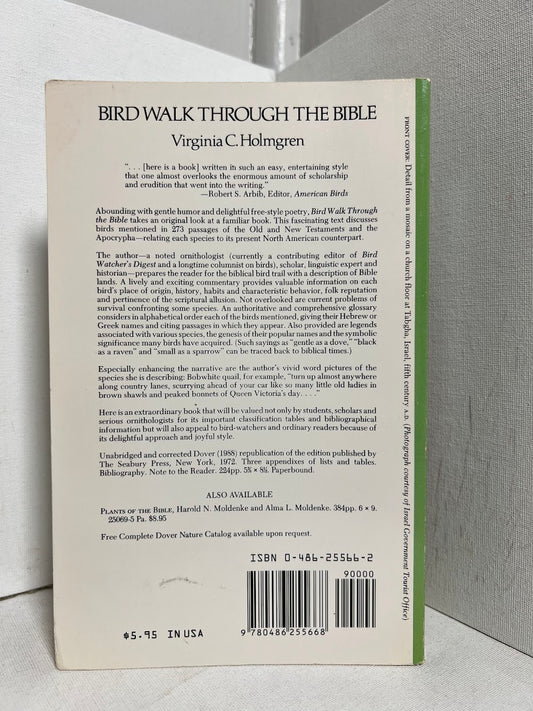 BIRD WALK THROUGH THE BIBLE
Virginia C. Holmgren
“. . . [here is a book] written in such an easy, entertaining style
that one almost overlooks the enormous amount of scholarship
and erudition that went into the writing.”
—Robert S. Arbib, Editor, American Birds
Abounding with gentle humor and delightful free-style poetry, Bird Walk Through
the Bible takes an original look at a familiar book. This fascinating text discusses
birds mentioned in 273 passages of the Old and New Testaments and the
Apocrypha—relating each species to its present North American counterpart.
The author—a noted ornithologist (currently a contributing editor of Bird
Watcher's Digest and a longtime columnist on birds), scholar, linguistic expert and
historian—prepares the reader for the biblical bird trail with a description of Bible
lands. A lively and exciting commentary provides valuable information on each
bird's place of origin, history, habits and characteristic behavior, folk reputation
and pertinence of the scriptural allusion. Not overlooked are current problems of
survival confronting some species. An authoritative and comprehensive glossary
considers in alphabetical order each of the birds mentioned, giving their Hebrew or
Greek names and citing passages in which they appear. Also provided are legends
associated with various species, the genesis of their popular names and the symbolic
significance many birds have acquired. (Such sayings as “gentle as a dove,” “black
as a raven” and “small as a sparrow” can be traced back to biblical times.)
Especially enhancing the narrative are the author's vivid word pictures of the
species she is describing: Bobwhite quail, for example, “turn up almost anywhere
along country lanes, scurrying ahead of your car like so many little old ladies in
brown shawls and peaked bonnets of Queen Victoria's day. . . .”
Here is an extraordinary book that will be valued not only by students, scholars and
serious ornithologists for its important classification tables and bibliographical
information but will also appeal to bird-watchers and ordinary readers because of
its delightful approach and joyful style.
Unabridged and corrected Dover (1988) republication of the edition published by
The Seabury Press, New York, 1972. Three appendixes of lists and tables.
Bibliography. Note to the Reader. 224pp. 5⅜ × 8½. Paperbound.
ALSO AVAILABLE
PLANTS OF THE BIBLE, Harold N. Moldenke and Alma L. Moldenke. 384pp. 6 × 9.
25069-5 Pa. $8.95
Free Complete Dover Nature Catalog available upon request.
ISBN 0-486-25566-2
90000
9 780486 255668
$5.95 IN USA
FRONT COVER: Detail from a mosaic on a church floor at Tabgha, Israel, fifth century A.D. (Photograph courtesy of Israel Government Tourist Office)